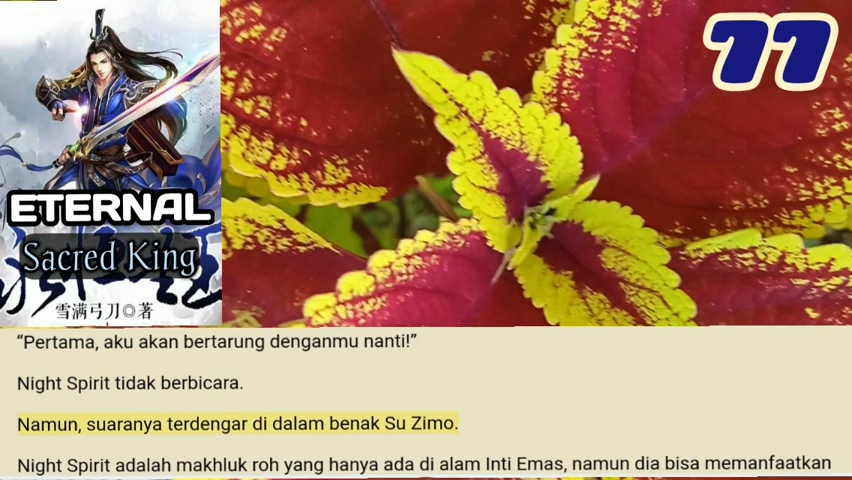 77
ETERNAL
Sacred King
雪满弓刀◎著
“Pertama, aku akan bertarung denganmu nanti!”
Night Spirit tidak berbicara.
Namun, suaranya terdengar di dalam benak Su Zimo.
Night Spirit adalah makhluk roh yang hanya ada di alam Inti Emas, namun dia bisa memanfaatkan